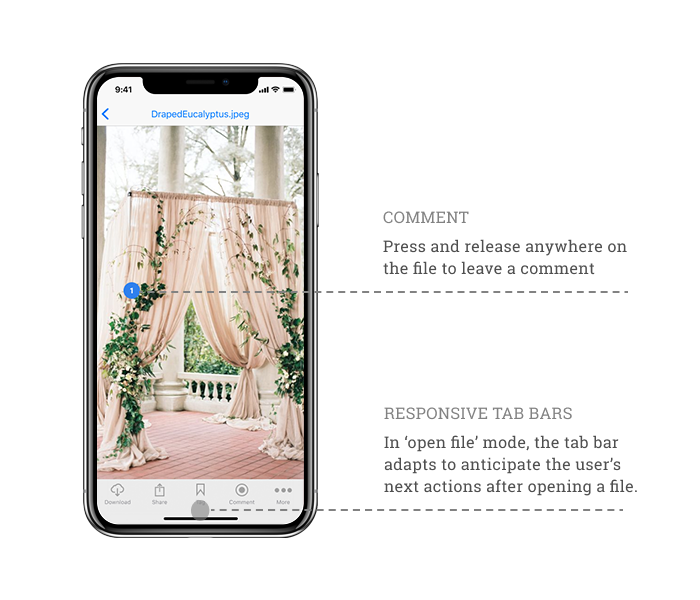 9:41
DrapedEucalyptus.jpeg
COMMENT
Press and release anywhere on
the file to leave a comment
1
RESPONSIVE TAB BARS
In ‘open file’ mode, the tab bar
adapts to anticipate the user’s
next actions after opening a file.
Download Share Comment More